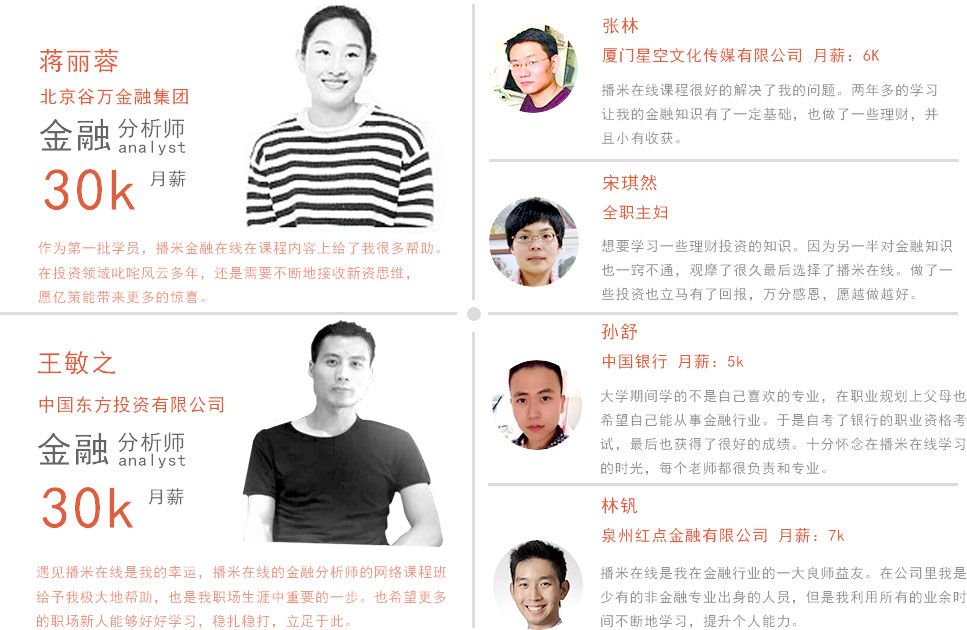 蒋丽蓉
北京谷万金融集团
金融 分析师
analyst
30k 月薪
作为第一批学员，播米金融在线在课程内容上给了我很多帮助。
在投资领域叱咤风云多年，还是需要不断地接收新资思维，
愿亿策能带来更多的惊喜。
王敏之
中国东方投资有限公司
金融 分析师
analyst
30k 月薪
遇见播米在线是我的幸运，播米在线的金融分析师的网络课程班
给予我极大地帮助，也是我职场生涯中重要的一步。也希望更多
的职场新人能够好好学习，稳扎稳打，立足于此。
张林
厦门星空文化传媒有限公司 月薪：6K
播米在线课程很好的解决了我的问题。两年多的学习
让我的金融知识有了一定基础，也做了一些理财，并
且小有收获。
宋琪然
全职主妇
想要学习一些理财投资的知识。因为另一半对金融知识
也一窍不通，观摩了很久最后选择了播米在线。做了一
些投资也立马有了回报，万分感恩，愿越做越好。
孙舒
中国银行 月薪：5k
大学期间学的不是自己喜欢的专业，在职业规划上父母也
希望自己能从事金融行业。于是自考了银行的职业资格考
试，最后也获得了很好的成绩。十分怀念在播米在线学习
的时光，每个老师都很负责和专业。
林钒
泉州红点金融有限公司 月薪：7k
播米在线是我在金融行业的一大良师益友。在公司里我是
少有的非金融专业出身的人员，但是我利用所有的业余时
间不断地学习，提升个人能力。